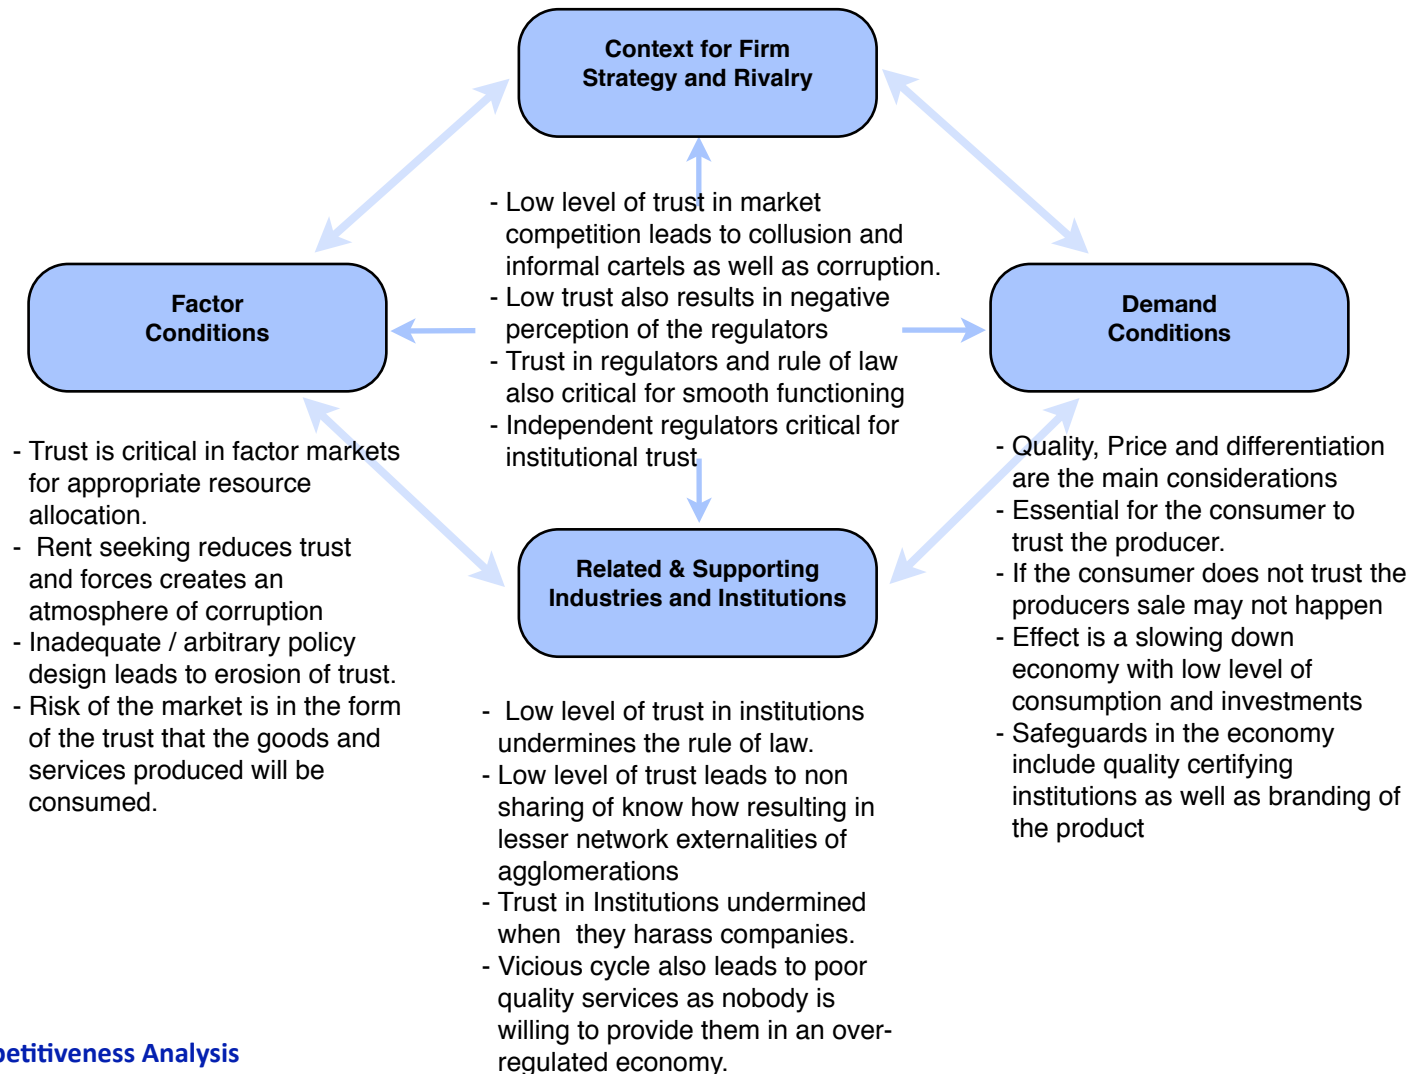 Context for Firm
Strategy and Rivalry
- Low level of trust in market
competition leads to collusion and
informal cartels as well as corruption.
- Low trust also results in negative
perception of the regulators
- Trust in regulators and rule of law
also critical for smooth functioning
- Independent regulators critical for
institutional trust
Factor
Conditions
- Trust is critical in factor markets
for appropriate resource
allocation.
- Rent seeking reduces trust
and forces creates an
atmosphere of corruption
- Inadequate / arbitrary policy
design leads to erosion of trust.
- Risk of the market is in the form
of the trust that the goods and
services produced will be
consumed.
Demand
Conditions
- Quality, Price and differentiation
are the main considerations
- Essential for the consumer to
trust the producer.
- If the consumer does not trust the
producers sale may not happen
- Effect is a slowing down
economy with low level of
consumption and investments
- Safeguards in the economy
include quality certifying
institutions as well as branding of
the product
Related & Supporting
Industries and Institutions
- Low level of trust in institutions
undermines the rule of law.
- Low level of trust leads to non
sharing of know how resulting in
lesser network externalities of
agglomerations
- Trust in Institutions undermined
when they harass companies.
- Vicious cycle also leads to poor
quality services as nobody is
willing to provide them in an over-
regulated economy.
petitiveness Analysis